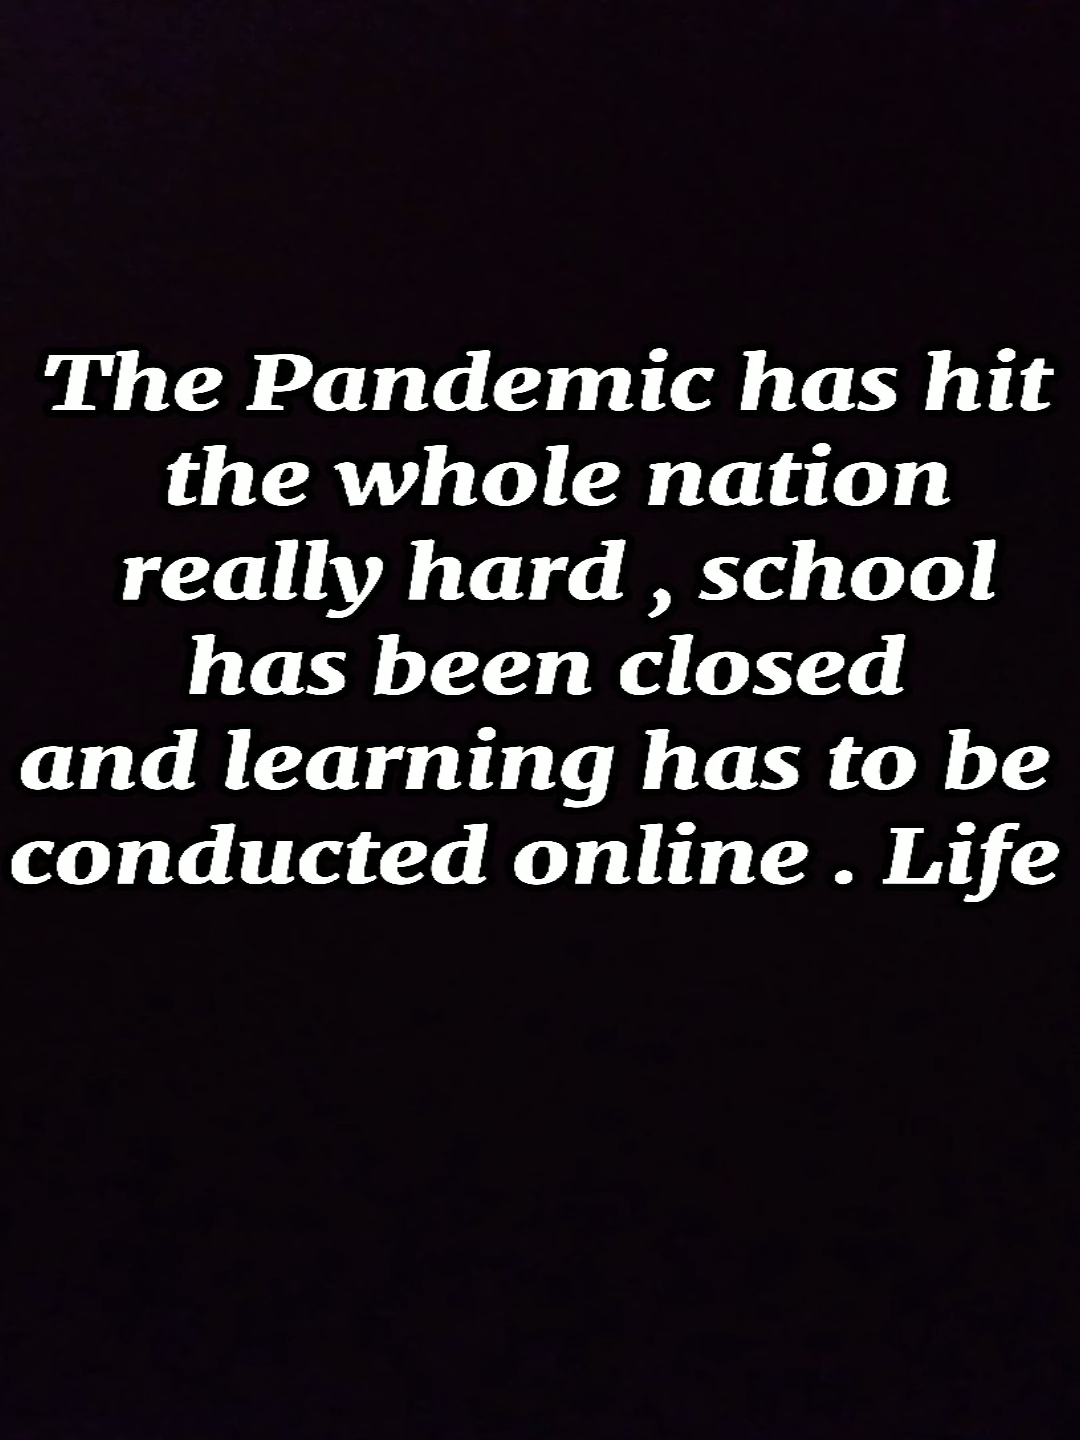 The Pandemic has hit
the whole nation
really hard , school
has been closed
and learning has to be
conducted online . Life